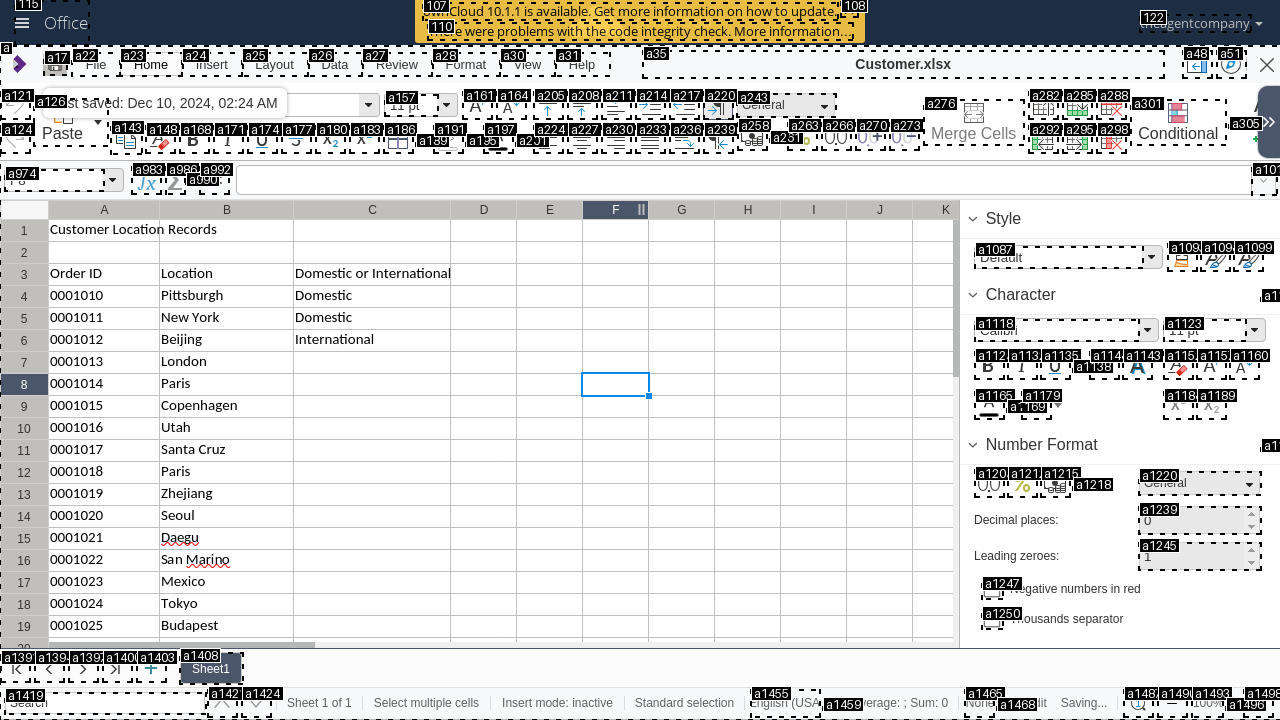 Office
ownCloud 10.1.1 is available. Get more information on how to update.
There were problems with the code integrity check. More information...
theagentcompany
File Home Insert Layout Data Review Format View Help
Customer.xlsx
Last saved: Dec 10, 2024, 02:24 AM
11 pt
General
Paste
Merge Cells
Conditional
F8
A B C D E F G H I J K
1 Customer Location Records
2
3 Order ID Location Domestic or International
4 0001010 Pittsburgh Domestic
5 0001011 New York Domestic
6 0001012 Beijing International
7 0001013 London
8 0001014 Paris
9 0001015 Copenhagen
10 0001016 Utah
11 0001017 Santa Cruz
12 0001018 Paris
13 0001019 Zhejiang
14 0001020 Seoul
15 0001021 Daegu
16 0001022 San Marino
17 0001023 Mexico
18 0001024 Tokyo
19 0001025 Budapest
Style
Default
Character
Calibri
11 pt
Number Format
General
Decimal places: 0
Leading zeroes: 1
Negative numbers in red
Thousands separator
Sheet1
Search
Sheet 1 of 1
Select multiple cells
Insert mode: inactive
Standard selection
English (USA
verage: ; Sum: 0
Saving...
100%